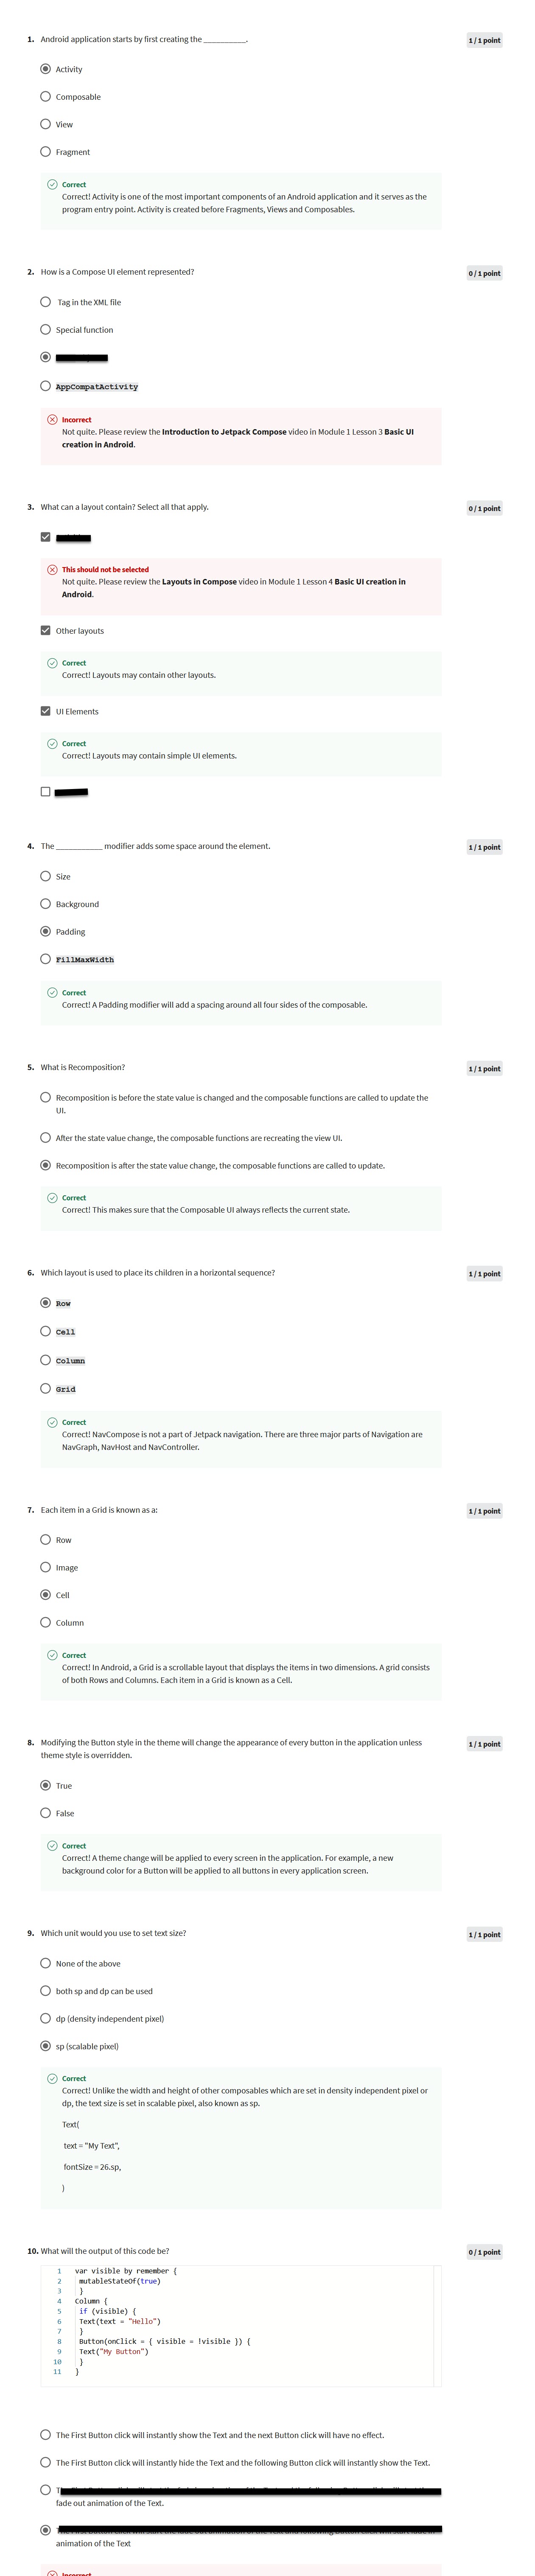 1. Android application starts by first creating the __________.
1 / 1 point
Activity
Composable
View
Fragment
Correct
Correct! Activity is one of the most important components of an Android application and it serves as the
program entry point. Activity is created before Fragments, Views and Composables.
2. How is a Compose UI element represented?
0 / 1 point
Tag in the XML file
Special function
AppCompatActivity
Incorrect
Not quite. Please review the Introduction to Jetpack Compose video in Module 1 Lesson 3 Basic UI
creation in Android.
3. What can a layout contain? Select all that apply.
0 / 1 point
This should not be selected
Not quite. Please review the Layouts in Compose video in Module 1 Lesson 4 Basic UI creation in
Android.
Other layouts
Correct
Correct! Layouts may contain other layouts.
UI Elements
Correct
Correct! Layouts may contain simple UI elements.
4. The ___________ modifier adds some space around the element.
1 / 1 point
Size
Background
Padding
FillMaxWidth
Correct
Correct! A Padding modifier will add a spacing around all four sides of the composable.
5. What is Recomposition?
1 / 1 point
Recomposition is before the state value is changed and the composable functions are called to update the
UI.
After the state value change, the composable functions are recreating the view UI.
Recomposition is after the state value change, the composable functions are called to update.
Correct
Correct! This makes sure that the Composable UI always reflects the current state.
6. Which layout is used to place its children in a horizontal sequence?
1 / 1 point
Row
Cell
Column
Grid
Correct
Correct! NavCompose is not a part of Jetpack navigation. There are three major parts of Navigation are
NavGraph, NavHost and NavController.
7. Each item in a Grid is known as a:
1 / 1 point
Row
Image
Cell
Column
Correct
Correct! In Android, a Grid is a scrollable layout that displays the items in two dimensions. A grid consists
of both Rows and Columns. Each item in a Grid is known as a Cell.
8. Modifying the Button style in the theme will change the appearance of every button in the application unless
theme style is overridden.
1 / 1 point
True
False
Correct
Correct! A theme change will be applied to every screen in the application. For example, a new
background color for a Button will be applied to all buttons in every application screen.
9. Which unit would you use to set text size?
1 / 1 point
None of the above
both sp and dp can be used
dp (density independent pixel)
sp (scalable pixel)
Correct
Correct! Unlike the width and height of other composables which are set in density independent pixel or
dp, the text size is set in scalable pixel, also known as sp.
Text(
text = "My Text",
fontSize = 26.sp,
)
10. What will the output of this code be?
0 / 1 point
1 var visible by remember {
2 mutableStateOf(true)
3 }
4 Column {
5 if (visible) {
6 Text(text = "Hello")
7 }
8 Button(onClick = { visible = !visible }) {
9 Text("My Button")
10 }
11 }
The First Button click will instantly show the Text and the next Button click will have no effect.
The First Button click will instantly hide the Text and the following Button click will instantly show the Text.
fade out animation of the Text.
animation of the Text
Incorrect